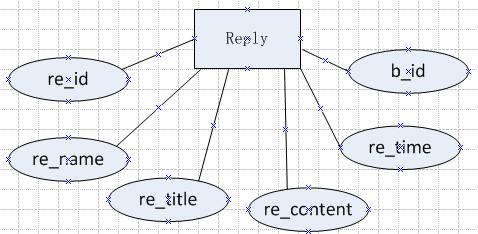 Reply
re_id
b_id
re_name
re_time
re_title
re_content